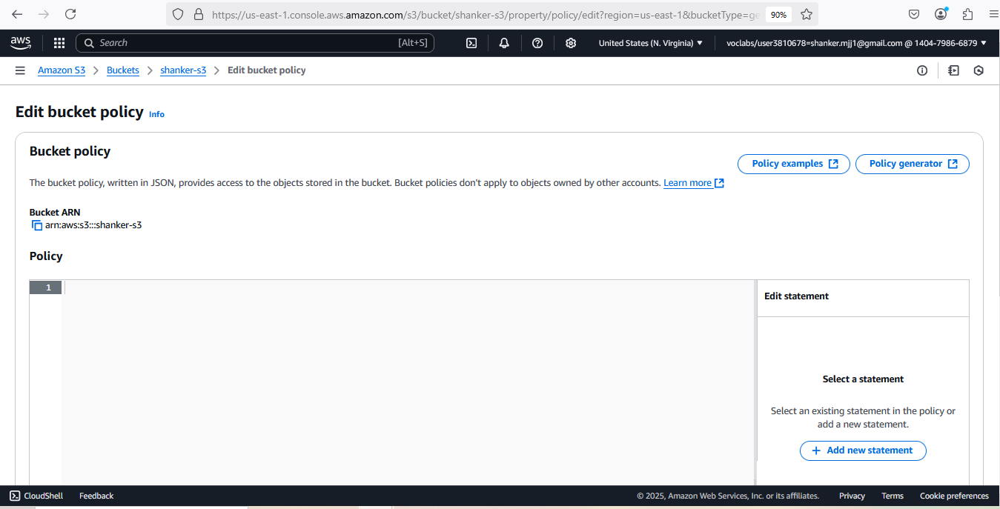 https://us-east-1.console.aws.amazon.com/s3/bucket/shanker-s3/property/policy/edit?region=us-east-1&bucketType=ge 90%
aws Search [Alt+S] United States (N. Virginia) voclabs/user3810678=shanker.mjj1@gmail.com @ 1404-7986-6879
Amazon S3 Buckets shanker-s3 Edit bucket policy
Edit bucket policy Info
Bucket policy
Policy examples Policy generator
The bucket policy, written in JSON, provides access to the objects stored in the bucket. Bucket policies don't apply to objects owned by other accounts. Learn more
Bucket ARN
arn:aws:s3:::shanker-s3
Policy
1
Edit statement
Select a statement
Select an existing statement in the policy or
add a new statement.
+ Add new statement
CloudShell Feedback © 2025, Amazon Web Services, Inc. or its affiliates. Privacy Terms Cookie preferences